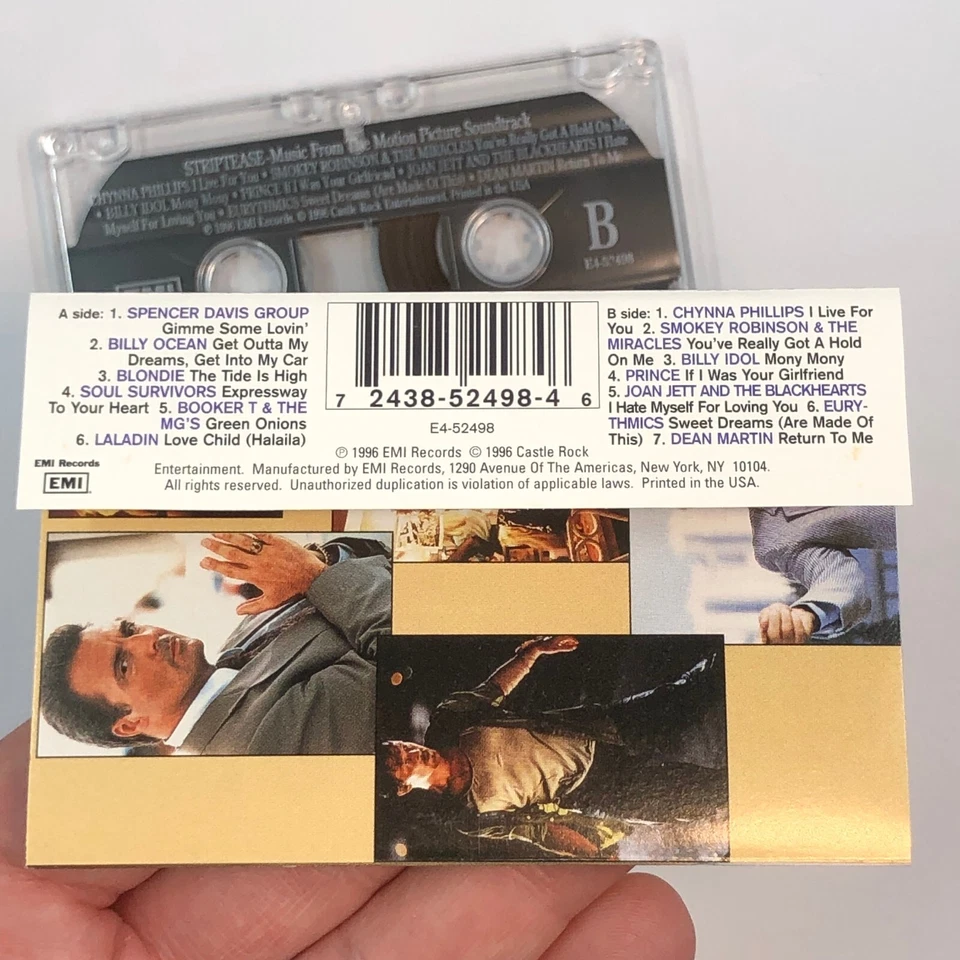 STRIPTEASE-Music From The Motion Picture Soundtrack
CHYNNA PHILLIPS I Live For You • SMOKEY ROBINSON & THE MIRACLES You've Really Got A Hold On Me
• BILLY IDOL Mony Mony • PRINCE If I Was Your Girlfriend • JOAN JETT AND THE BLACKHEARTS I Hate
Myself For Loving You • EURYTHMICS Sweet Dreams (Are Made Of This) • DEAN MARTIN Return To Me
℗ 1996 EMI Records © 1996 Castle Rock Entertainment. Printed in the USA
B
E4-52498
EMI
A side: 1. SPENCER DAVIS GROUP
Gimme Some Lovin'
2. BILLY OCEAN Get Outta My
Dreams, Get Into My Car
3. BLONDIE The Tide Is High
4. SOUL SURVIVORS Expressway
To Your Heart 5. BOOKER T & THE
MG'S Green Onions
6. LALADIN Love Child (Halaila)
7 2438-52498-4 6
E4-52498
B side: 1. CHYNNA PHILLIPS I Live For
You 2. SMOKEY ROBINSON & THE
MIRACLES You've Really Got A Hold
On Me 3. BILLY IDOL Mony Mony
4. PRINCE If I Was Your Girlfriend
5. JOAN JETT AND THE BLACKHEARTS
I Hate Myself For Loving You 6. EURY-
THMICS Sweet Dreams (Are Made Of
This) 7. DEAN MARTIN Return To Me
EMI Records
EMI
℗ 1996 EMI Records © 1996 Castle Rock
Entertainment. Manufactured by EMI Records, 1290 Avenue Of The Americas, New York, NY 10104.
All rights reserved. Unauthorized duplication is violation of applicable laws. Printed in the USA.